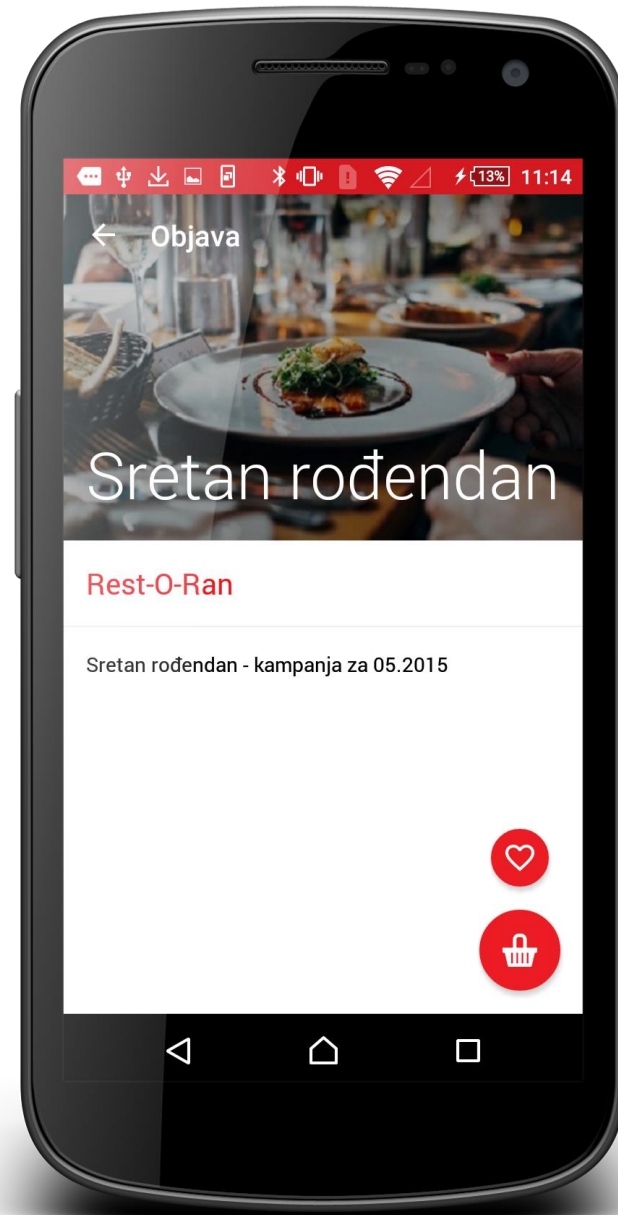 13% 11:14
Objava
Sretan rođendan
Rest-O-Ran
Sretan rođendan - kampanja za 05.2015